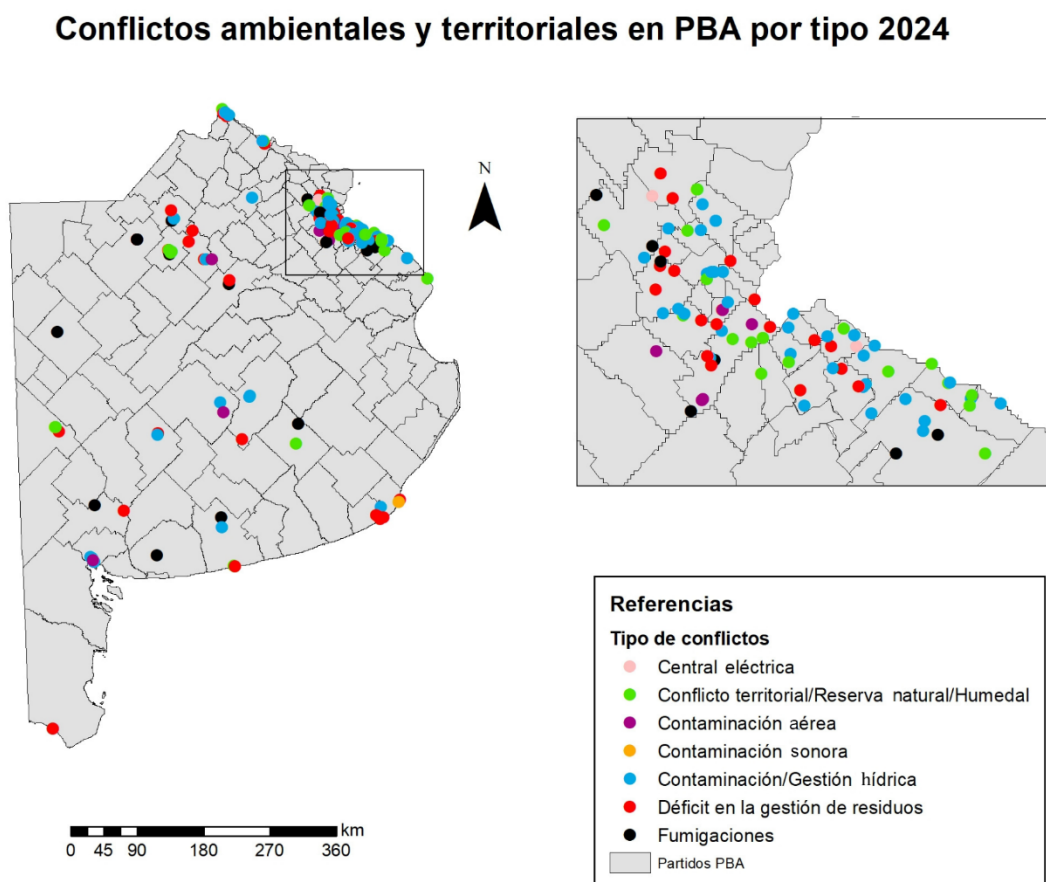 Conflictos ambientales y territoriales en PBA por tipo 2024
N
Referencias
Tipo de conflictos
Central eléctrica
Conflicto territorial/Reserva natural/Humedal
Contaminación aérea
Contaminación sonora
Contaminación/Gestión hídrica
Déficit en la gestión de residuos
Fumigaciones
Partidos PBA
km
0 45 90 180 270 360